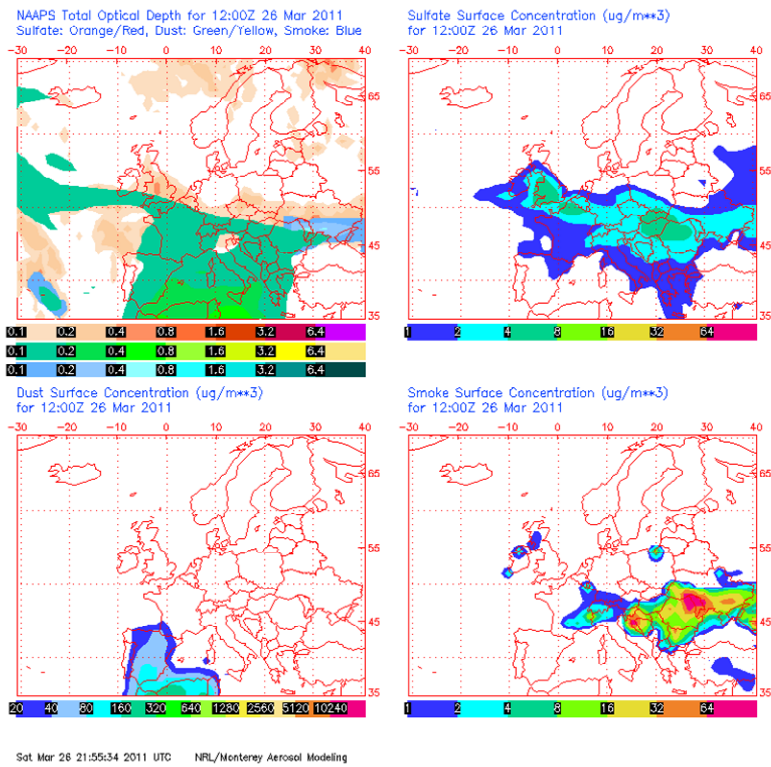 NAAPS Total Optical Depth for 12:00Z 26 Mar 2011
Sulfate: Orange/Red, Dust: Green/Yellow, Smoke: Blue
-30 -20 -10 0 10 20 30 40
65
55
45
35
0.1 0.2 0.4 0.8 1.6 3.2 6.4
0.1 0.2 0.4 0.8 1.6 3.2 6.4
0.1 0.2 0.4 0.8 1.6 3.2 6.4
Sulfate Surface Concentration (ug/m**3)
for 12:00Z 26 Mar 2011
-30 -20 -10 0 10 20 30 40
65
55
45
35
1 2 4 8 16 32 64
Dust Surface Concentration (ug/m**3)
for 12:00Z 26 Mar 2011
-30 -20 -10 0 10 20 30 40
65
55
45
35
20 40 80 160 320 640 1280 2560 5120 10240
Smoke Surface Concentration (ug/m**3)
for 12:00Z 26 Mar 2011
-30 -20 -10 0 10 20 30 40
65
55
45
35
1 2 4 8 16 32 64
Sat Mar 26 21:55:34 2011 UTC NRL/Monterey Aerosol Modeling